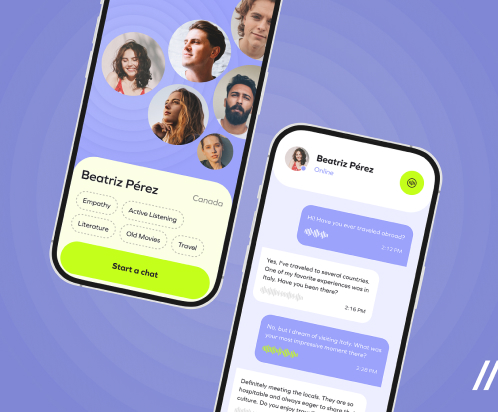 Beatriz Pérez
Canada
Empathy
Active Listening
Literature
Old Movies
Travel
Start a chat
Beatriz Pérez
Online
Hi! Have you ever traveled abroad?
2:12 PM
Yes, I've traveled to several countries.
One of my favorite experiences was in
Italy. Have you been there?
2:16 PM
No, but I dream of visiting Italy. What was
your most impressive moment there?
Definitely meeting the locals. They are so
hospitable and always eager to share their
culture. Do you enjoy